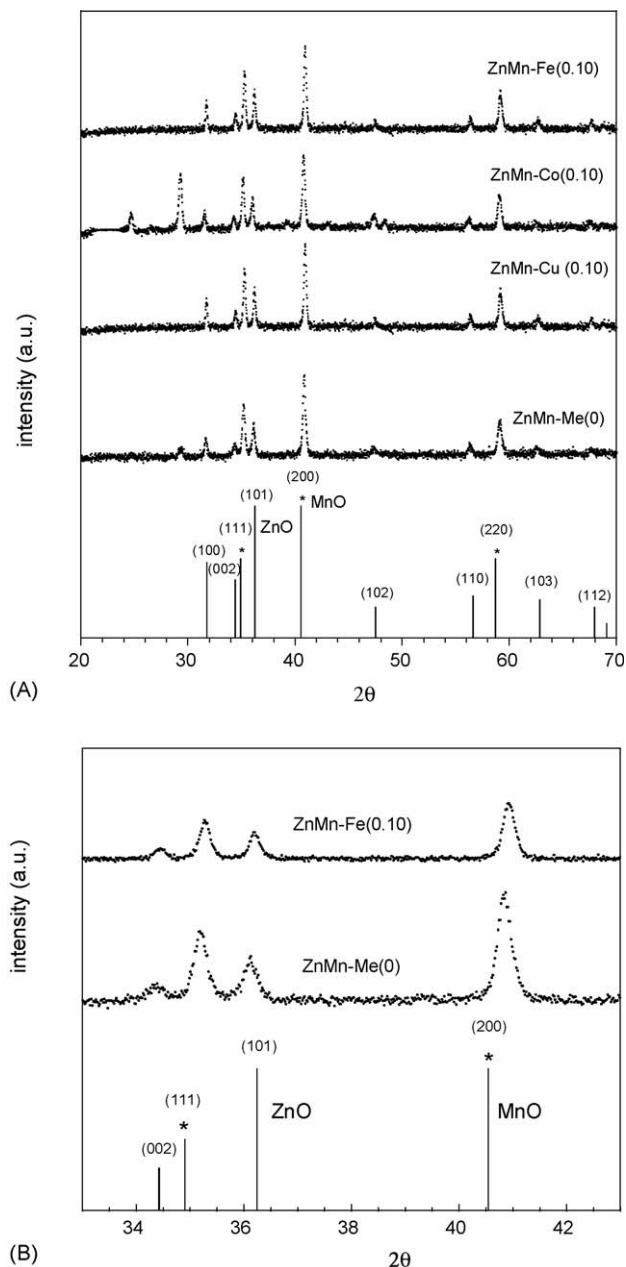 ZnMn-Fe(0.10)
ZnMn-Co(0.10)
ZnMn-Cu (0.10)
ZnMn-Me(0)
intensity (a.u.)
(200)
(101) * MnO
(111) ZnO (220)
(100) * *
(002) (102) (110) (103) (112)
20 30 40 50 60 70
2θ
(A)
ZnMn-Fe(0.10)
ZnMn-Me(0)
intensity (a.u.)
(200)
(101) *
(111) ZnO MnO
*
(002)
34 36 38 40 42
2θ
(B)